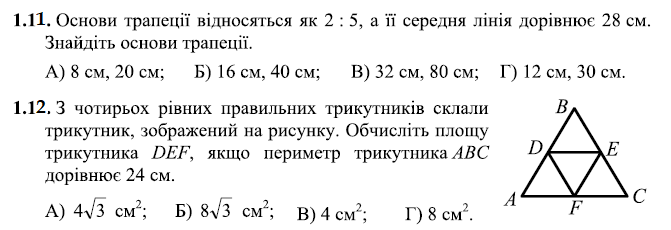 1.11. Основи трапеції відносяться як 2 : 5, а її середня лінія дорівнює 28 см.
Знайдіть основи трапеції.
А) 8 см, 20 см; Б) 16 см, 40 см; В) 32 см, 80 см; Г) 12 см, 30 см.
1.12. З чотирьох рівних правильних трикутників склали
трикутник, зображений на рисунку. Обчисліть площу
трикутника DEF, якщо периметр трикутника ABC
дорівнює 24 см.
А) 4√3 см²; Б) 8√3 см²; В) 4 см²; Г) 8 см².
B
D E
A F C